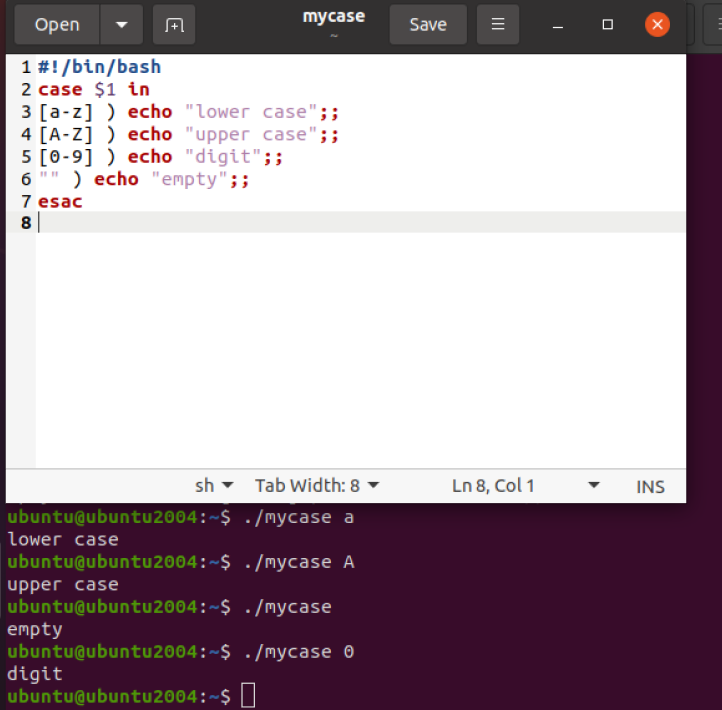 Open
mycase
~
Save
1 #!/bin/bash
2 case $1 in
3 [a-z] ) echo "lower case";;
4 [A-Z] ) echo "upper case";;
5 [0-9] ) echo "digit";;
6 "" ) echo "empty";;
7 esac
8
sh
Tab Width: 8
Ln 8, Col 1
INS
ubuntu@ubuntu2004:~$ ./mycase a
lower case
ubuntu@ubuntu2004:~$ ./mycase A
upper case
ubuntu@ubuntu2004:~$ ./mycase
empty
ubuntu@ubuntu2004:~$ ./mycase 0
digit
ubuntu@ubuntu2004:~$